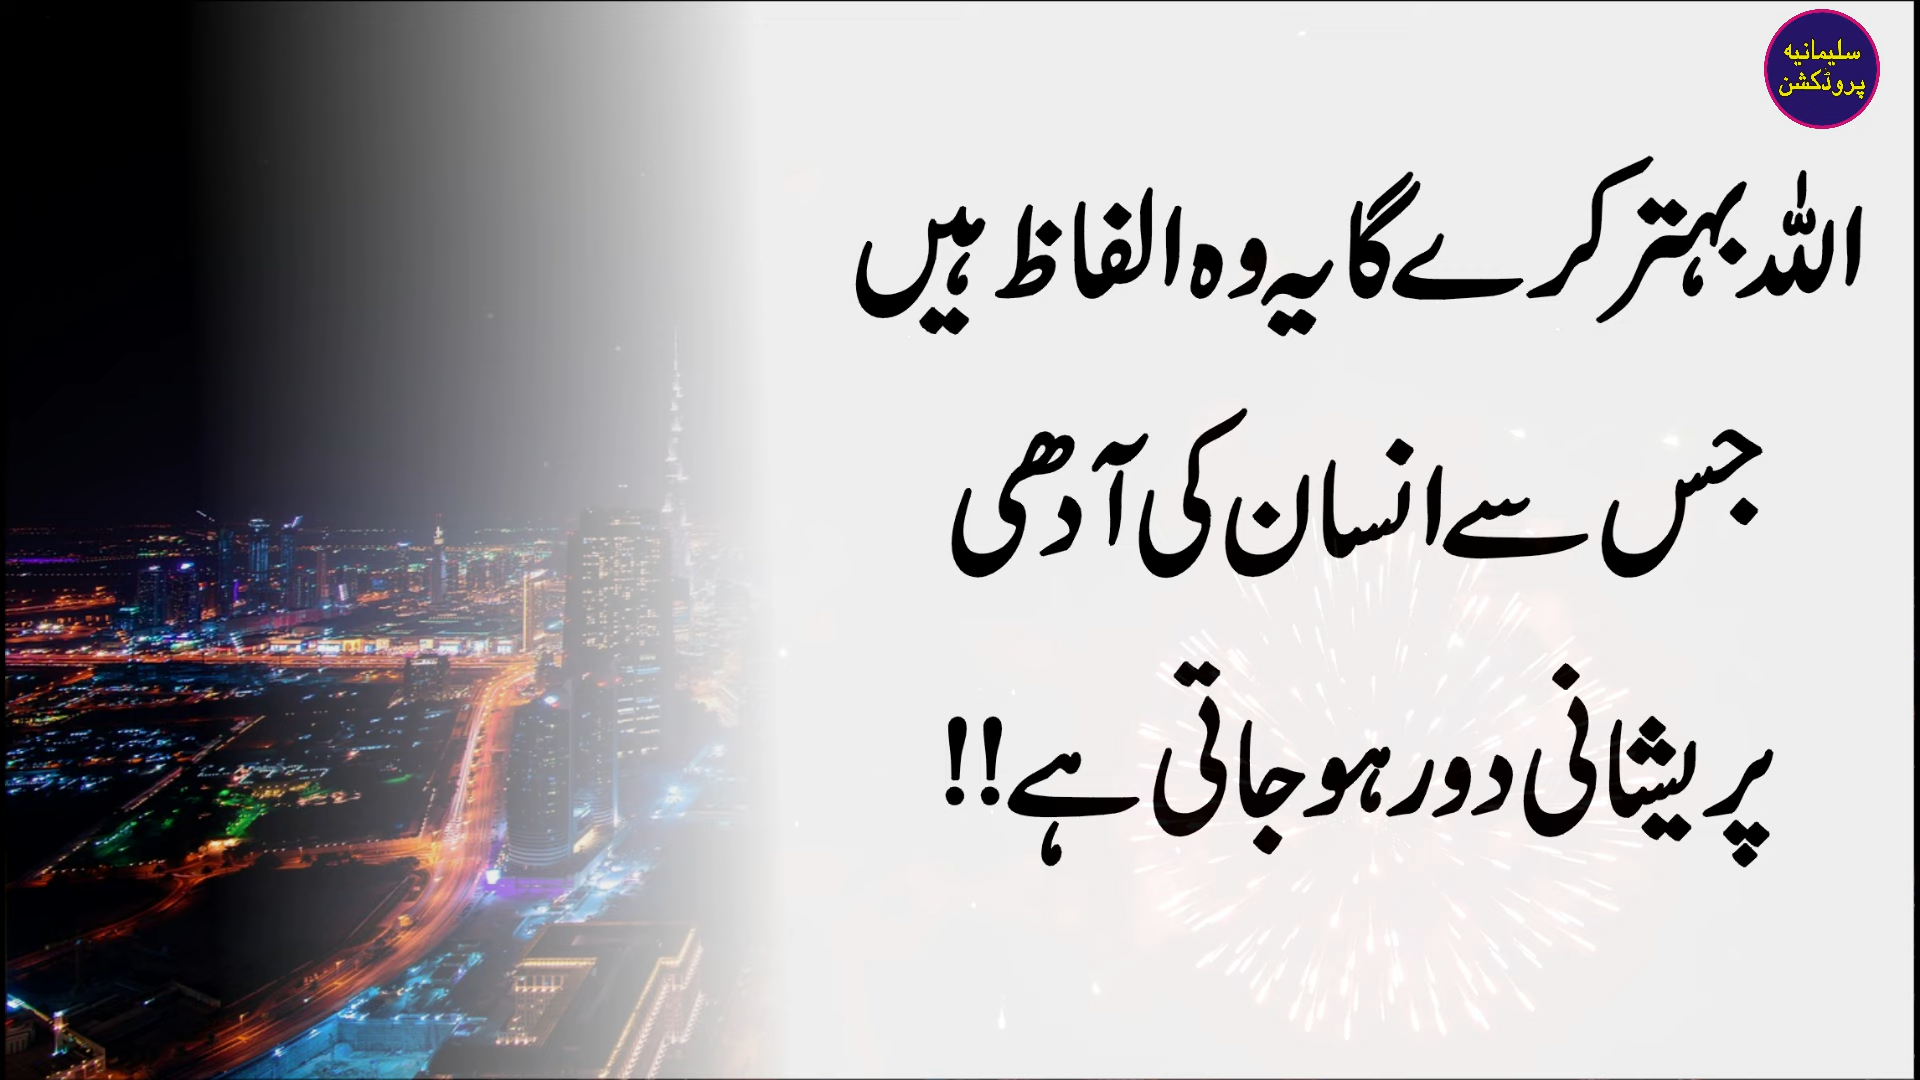 سلیمانیہ
پروڈکشن
اللہ بہتر کرے گا یہ وہ الفاظ ہیں
جس سے انسان کی آدھی
پریشانی دور ہو جاتی ہے!!